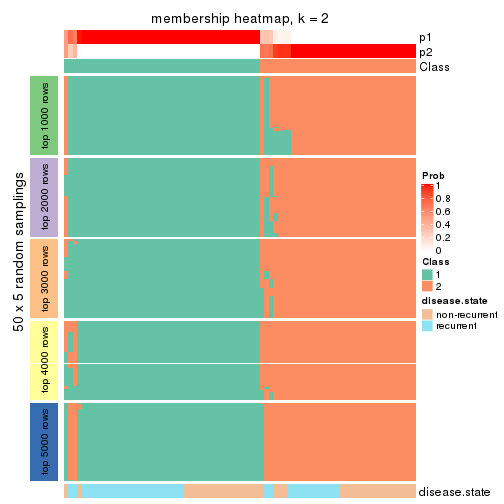 membership heatmap, k = 2
p1
p2
Class
50 x 5 random samplings
top 1000 rows
top 2000 rows
top 3000 rows
top 4000 rows
top 5000 rows
disease.state
Prob
1
0.8
0.6
0.4
0.2
0
Class
1
2
disease.state
non-recurrent
recurrent